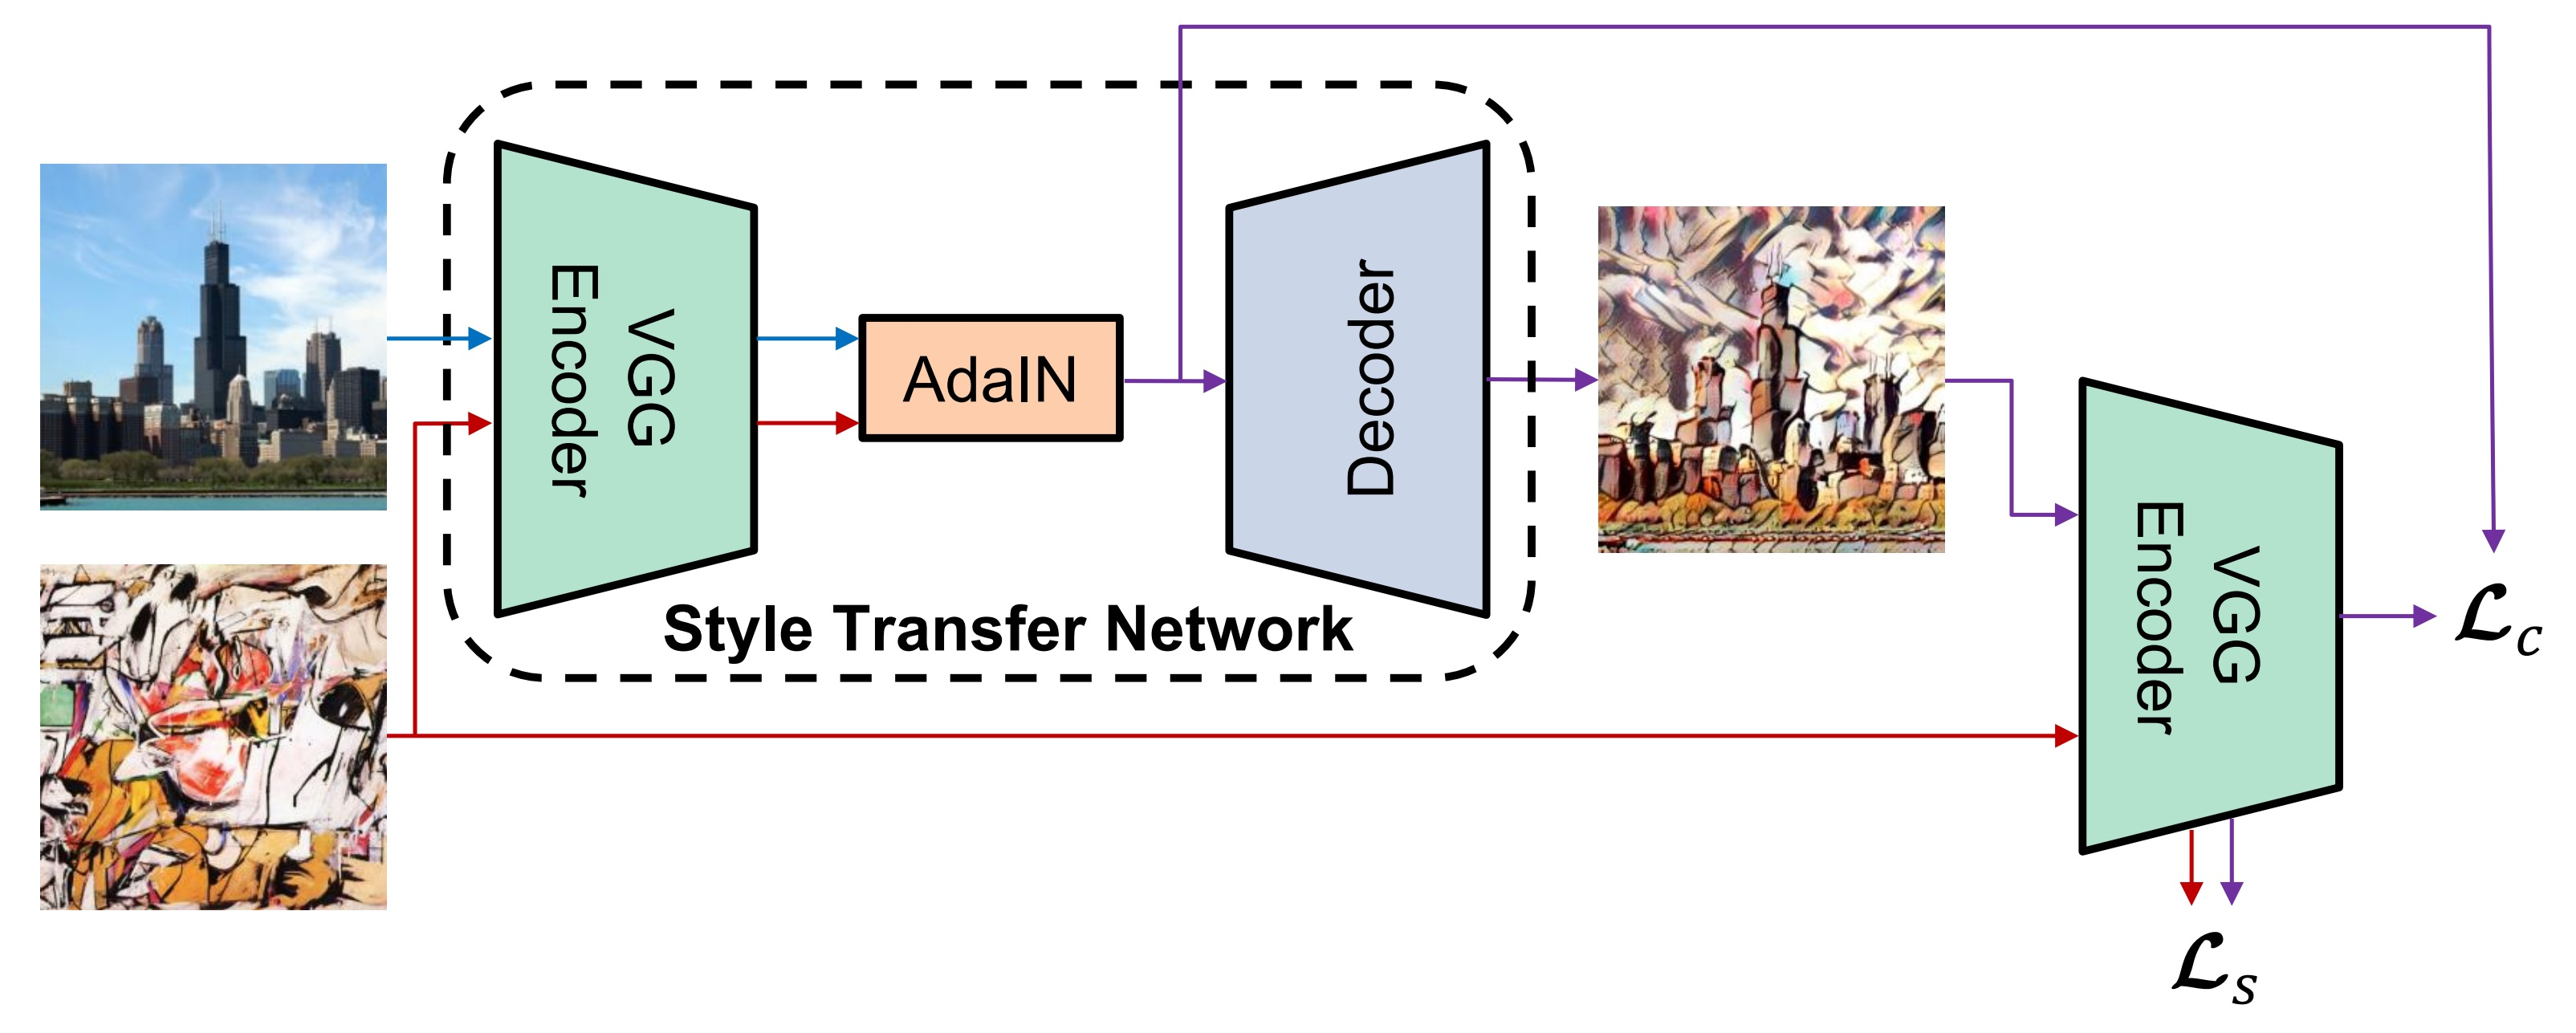 VGG
Encoder
AdaIN
Decoder
Style Transfer Network
VGG
Encoder
ℒc
ℒs